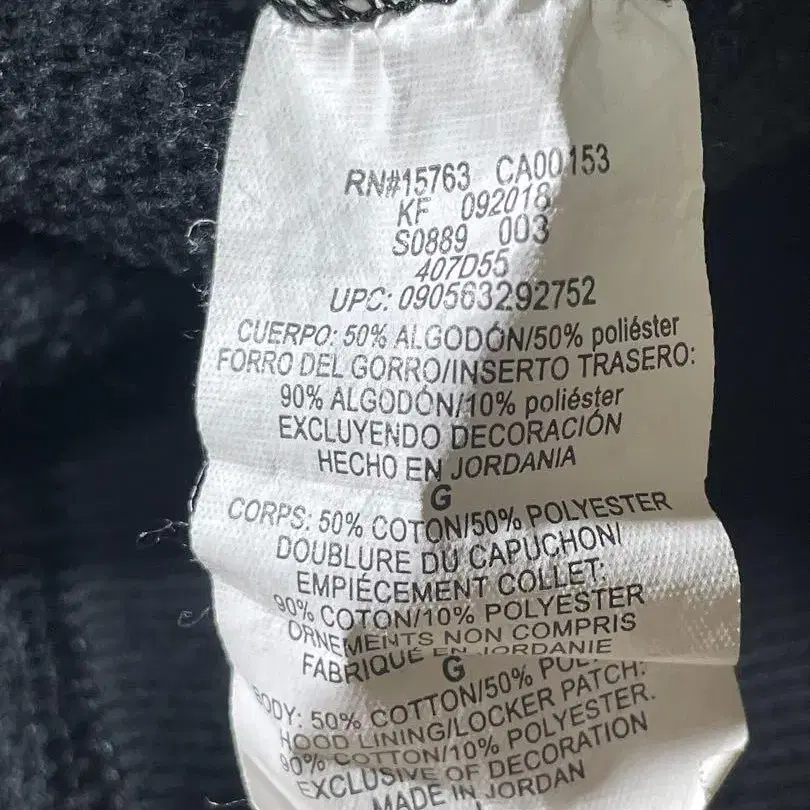 RN#15763 CA00153
KF 092018
S0889 003
407D55
UPC: 090563292752
CUERPO: 50% ALGODÓN/50% poliéster
FORRO DEL GORRO/INSERTO TRASERO:
90% ALGODÓN/10% poliéster
EXCLUYENDO DECORACIÓN
HECHO EN JORDANIA
G
CORPS: 50% COTON/50% POLYESTER
DOUBLURE DU CAPUCHON/
EMPIÉCEMENT COLLET:
90% COTON/10% POLYESTER
ORNEMENTS NON COMPRIS
FABRIQUÉ EN JORDANIE
G
BODY: 50% COTTON/50%
HOOD LINING/LOCKER PATCH:
90% COTTON/10% POLYESTER.
EXCLUSIVE OF DECORATION
MADE IN JORDAN